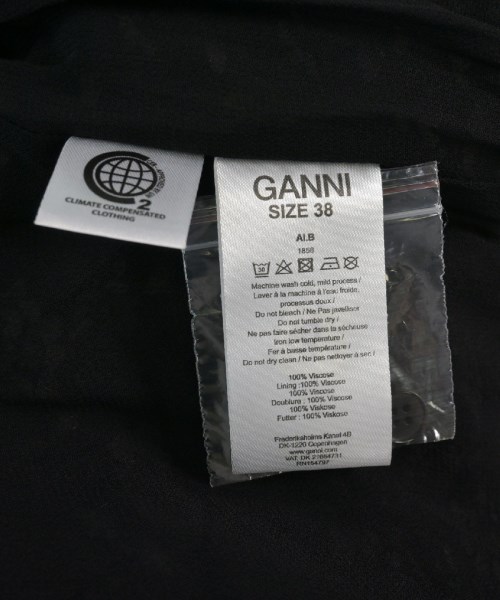 2
CLIMATE COMPENSATED
CLOTHING
GANNI
SIZE 38
AI.B
1856
30
Machine wash cold, mild process /
Laver à la machine à l'eau froide,
processus doux /
Do not bleach / Ne Pas javelliser
Do not tumble dry /
Ne pas faire sécher dans la sécheuse
Iron low temperature /
Fer à basse température /
Do not dry clean / Ne pas nettoyer à sec /
100% Viscose
Lining :100% Viscose
100% Viscose
Doublure : 100% Viscose
100% Viskose
Futter : 100% Viskose
Frederiksholms Kanal 4B
DK-1220 Copenhagen
www.ganni.com